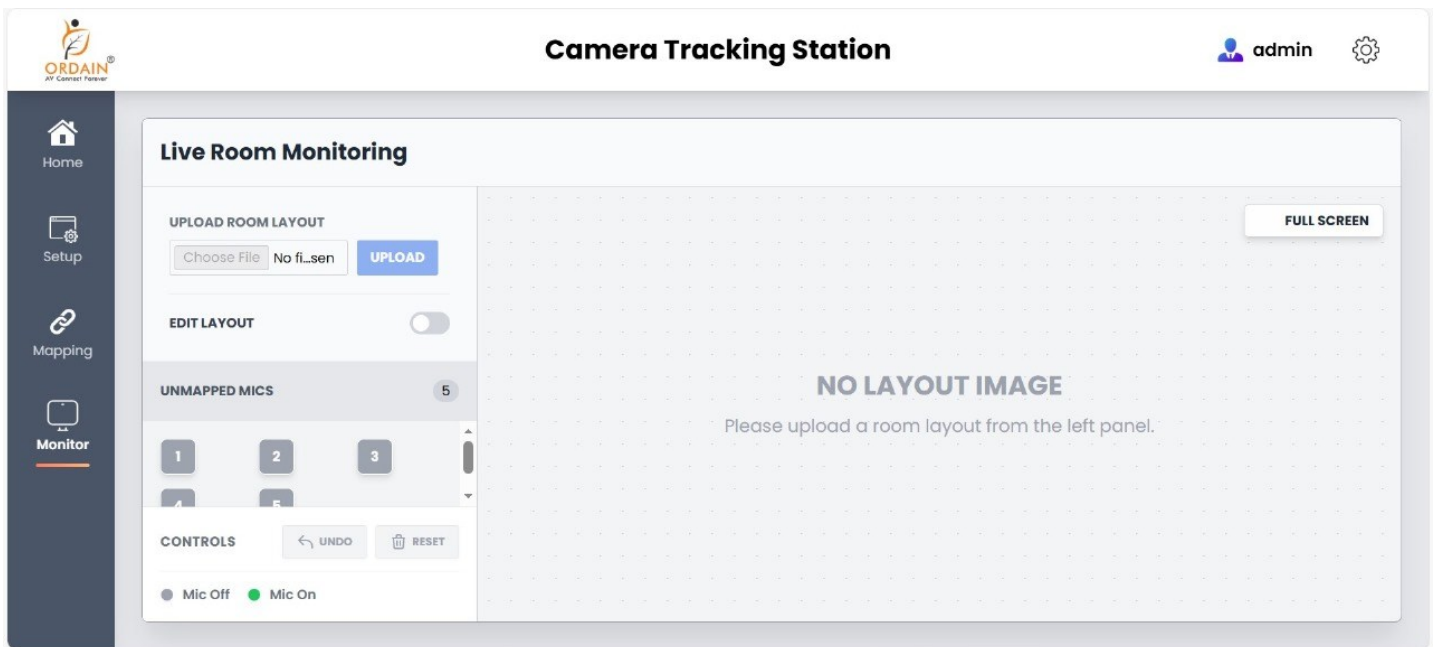 ORDAIN®
AV Connect Forever
Camera Tracking Station
admin
Home
Setup
Mapping
Monitor
Live Room Monitoring
UPLOAD ROOM LAYOUT
Choose File No fi...sen UPLOAD
EDIT LAYOUT
UNMAPPED MICS 5
1 2 3
4 5
CONTROLS UNDO RESET
Mic Off Mic On
FULL SCREEN
NO LAYOUT IMAGE
Please upload a room layout from the left panel.